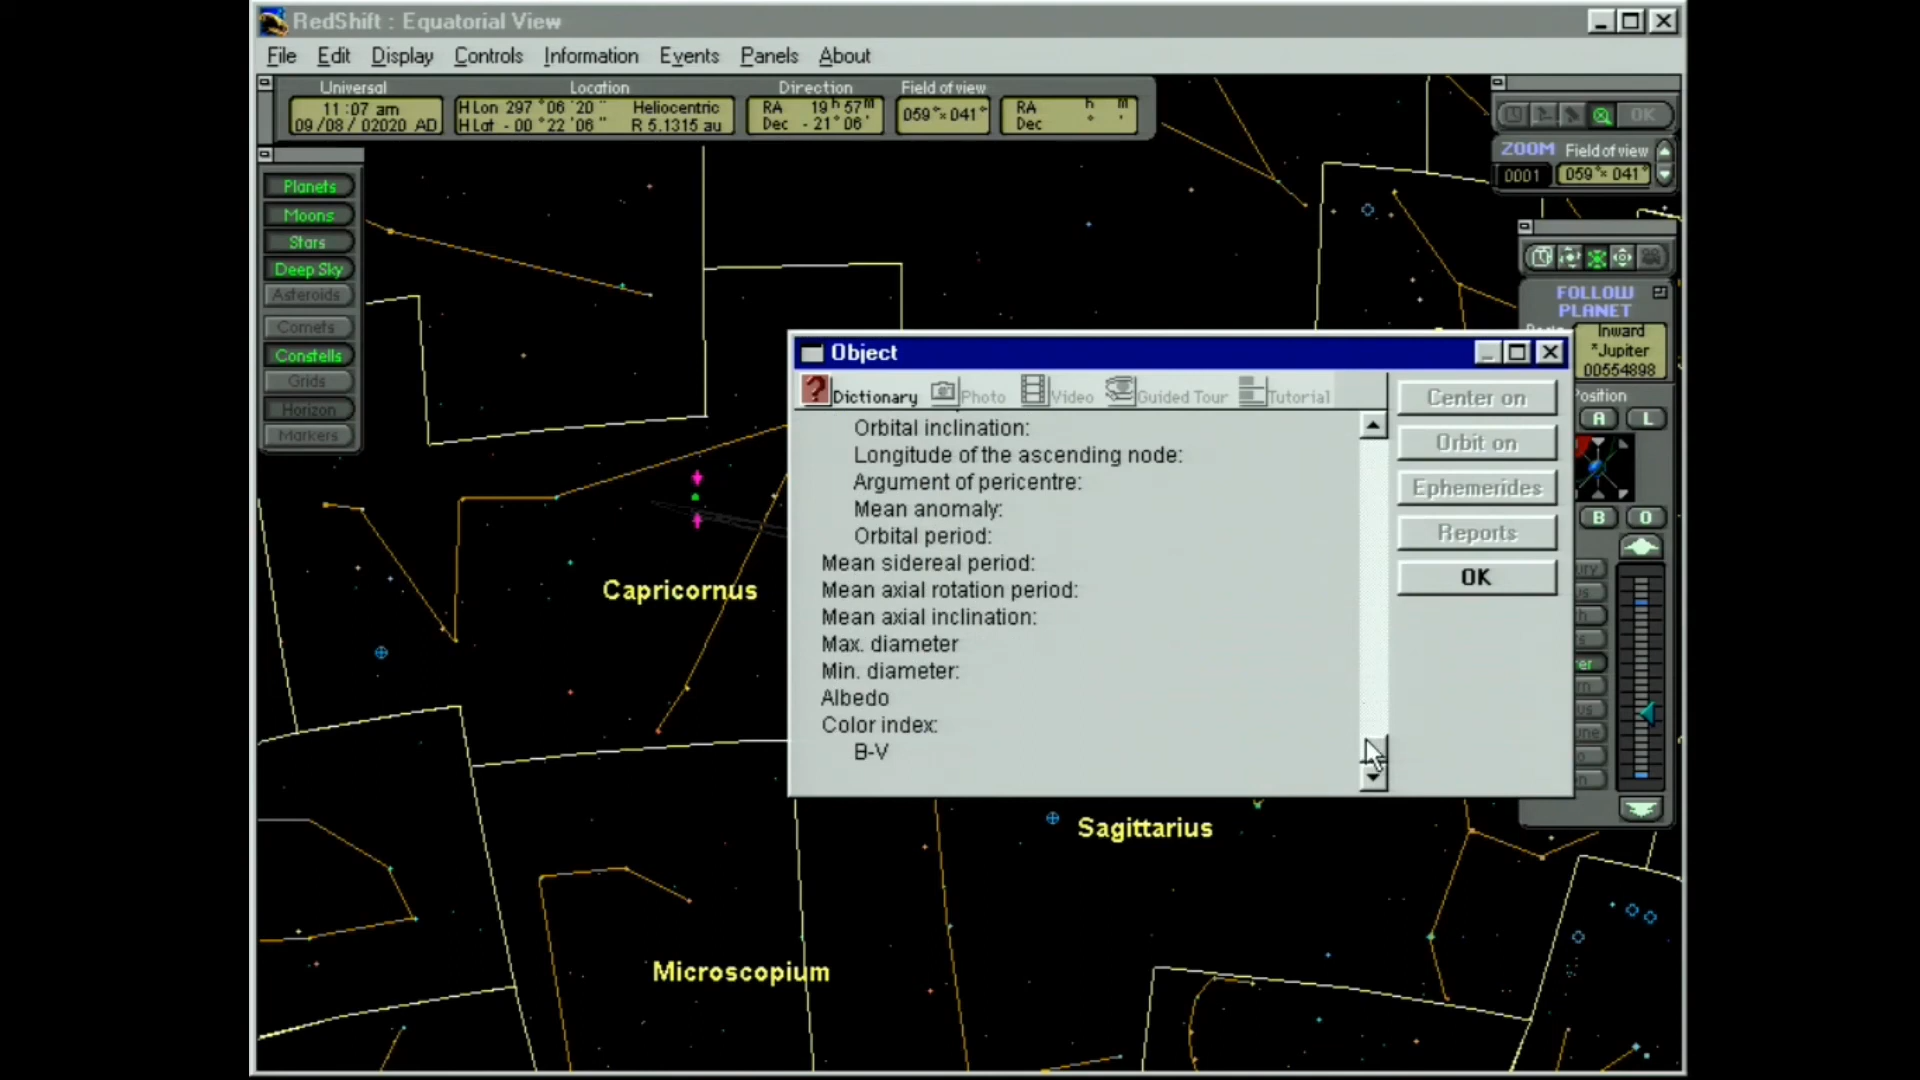 RedShift : Equatorial View
File Edit Display Controls Information Events Panels About
Universal Location Direction Field of view
11 :07 am H Lon 297 ° 06 ' 20 " Heliocentric RA 19 h 57 m 059 °× 041° RA h m
09 / 08 / 02020 AD H Lat - 00 ° 22 ' 06 " R 5.1315 au Dec - 21 ° 06 ' Dec ° '
OK
ZOOM Field of view
0001 059 °× 041°
Planets
Moons
Stars
Deep Sky
Asteroids
Comets
Constells
Grids
Horizon
Markers
FOLLOW
PLANET
Inward
*Jupiter
00554898
Position
A L
B O
Object
Dictionary Photo Video Guided Tour Tutorial
Orbital inclination:
Longitude of the ascending node:
Argument of pericentre:
Mean anomaly:
Orbital period:
Mean sidereal period:
Mean axial rotation period:
Mean axial inclination:
Max. diameter
Min. diameter:
Albedo
Color index:
B-V
Center on
Orbit on
Ephemerides
Reports
OK
Capricornus
Sagittarius
Microscopium